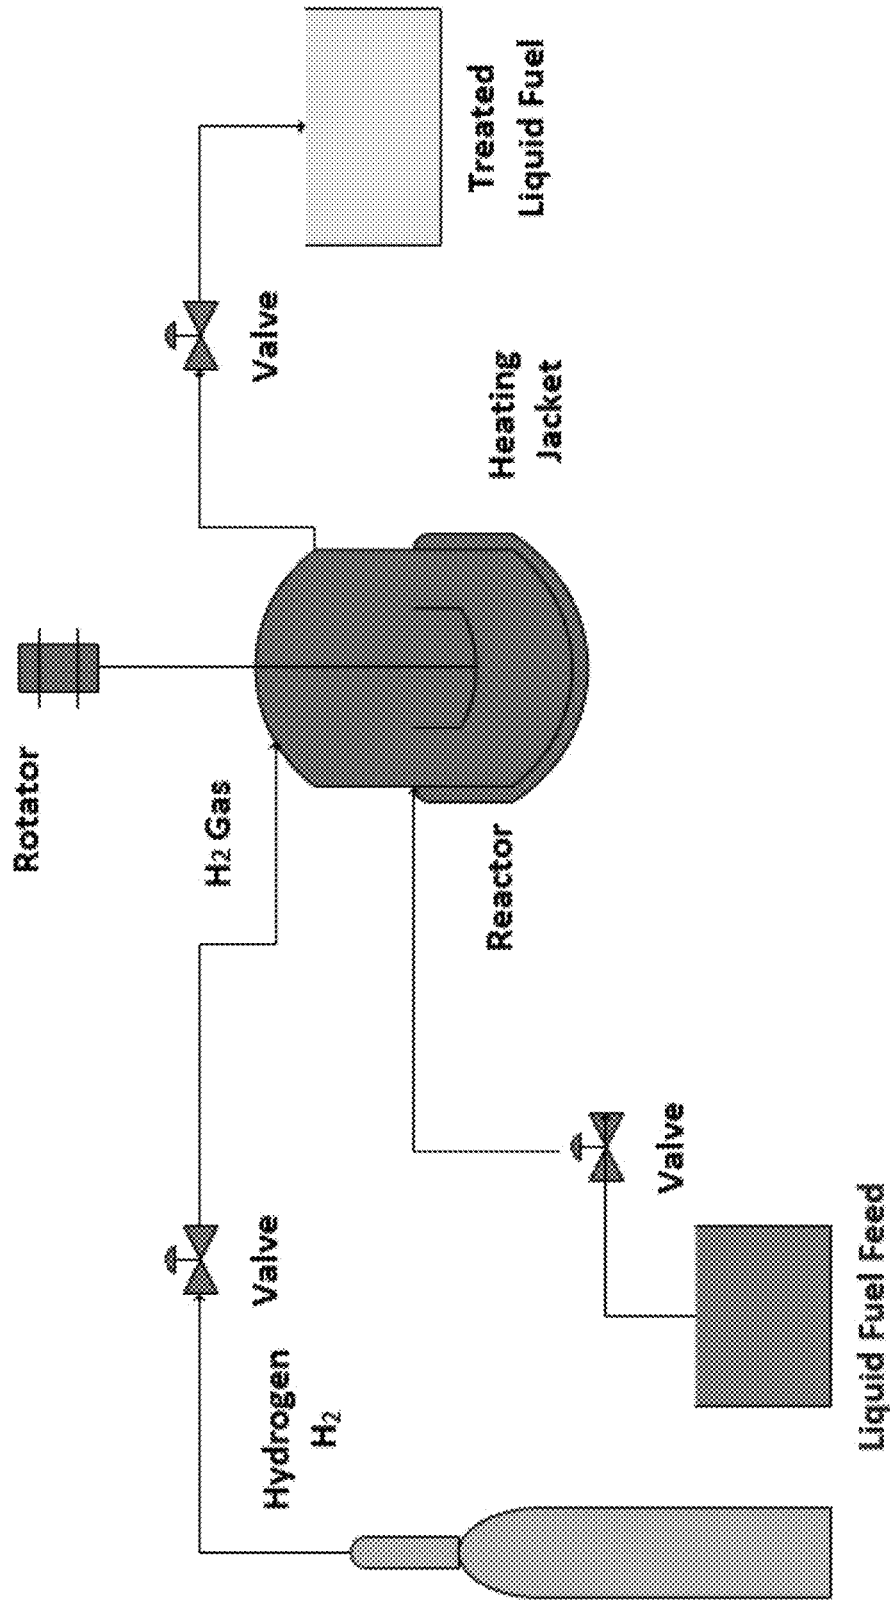 Rotator
H₂ Gas
Hydrogen
H₂
Valve
Valve
Treated
Liquid Fuel
Reactor
Heating
Jacket
Valve
Liquid Fuel Feed